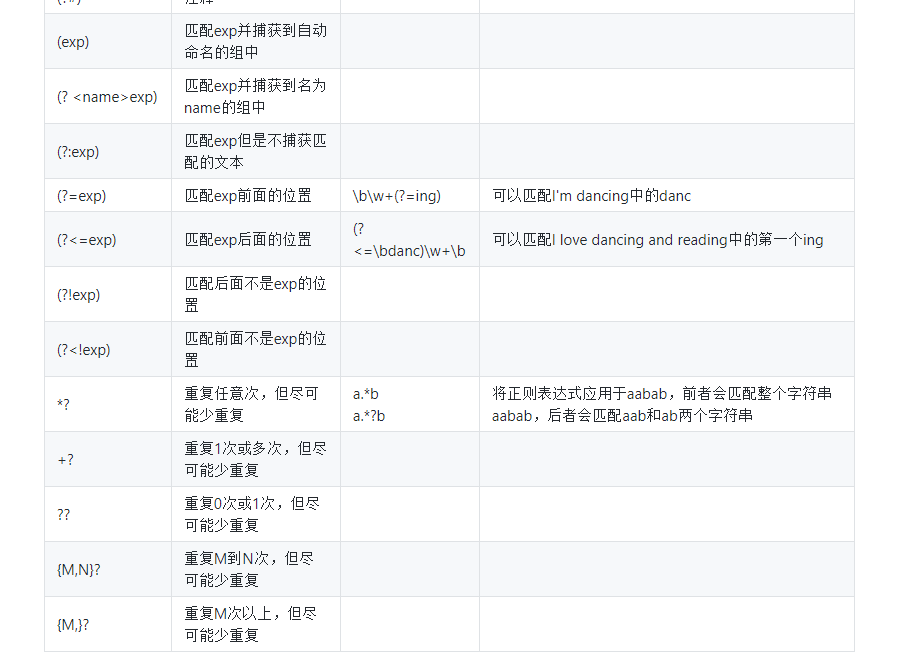 (exp)
匹配exp并捕获到自动
命名的组中
(? <name>exp)
匹配exp并捕获到名为
name的组中
(?:exp)
匹配exp但是不捕获匹
配的文本
(?=exp)
匹配exp前面的位置
\b\w+(?=ing)
可以匹配I'm dancing中的danc
(?<=exp)
匹配exp后面的位置
(?
<=\bdanc)\w+\b
可以匹配I love dancing and reading中的第一个ing
(?!exp)
匹配后面不是exp的位
置
(?<!exp)
匹配前面不是exp的位
置
*?
重复任意次，但尽可
能少重复
a.*b
a.*?b
将正则表达式应用于aabab，前者会匹配整个字符串
aabab，后者会匹配aab和ab两个字符串
+?
重复1次或多次，但尽
可能少重复
??
重复0次或1次，但尽
可能少重复
{M,N}?
重复M到N次，但尽
可能少重复
{M,}?
重复M次以上，但尽
可能少重复